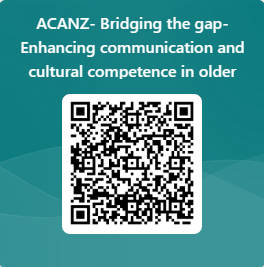 ACANZ- Bridging the gap-
Enhancing communication and
cultural competence in older